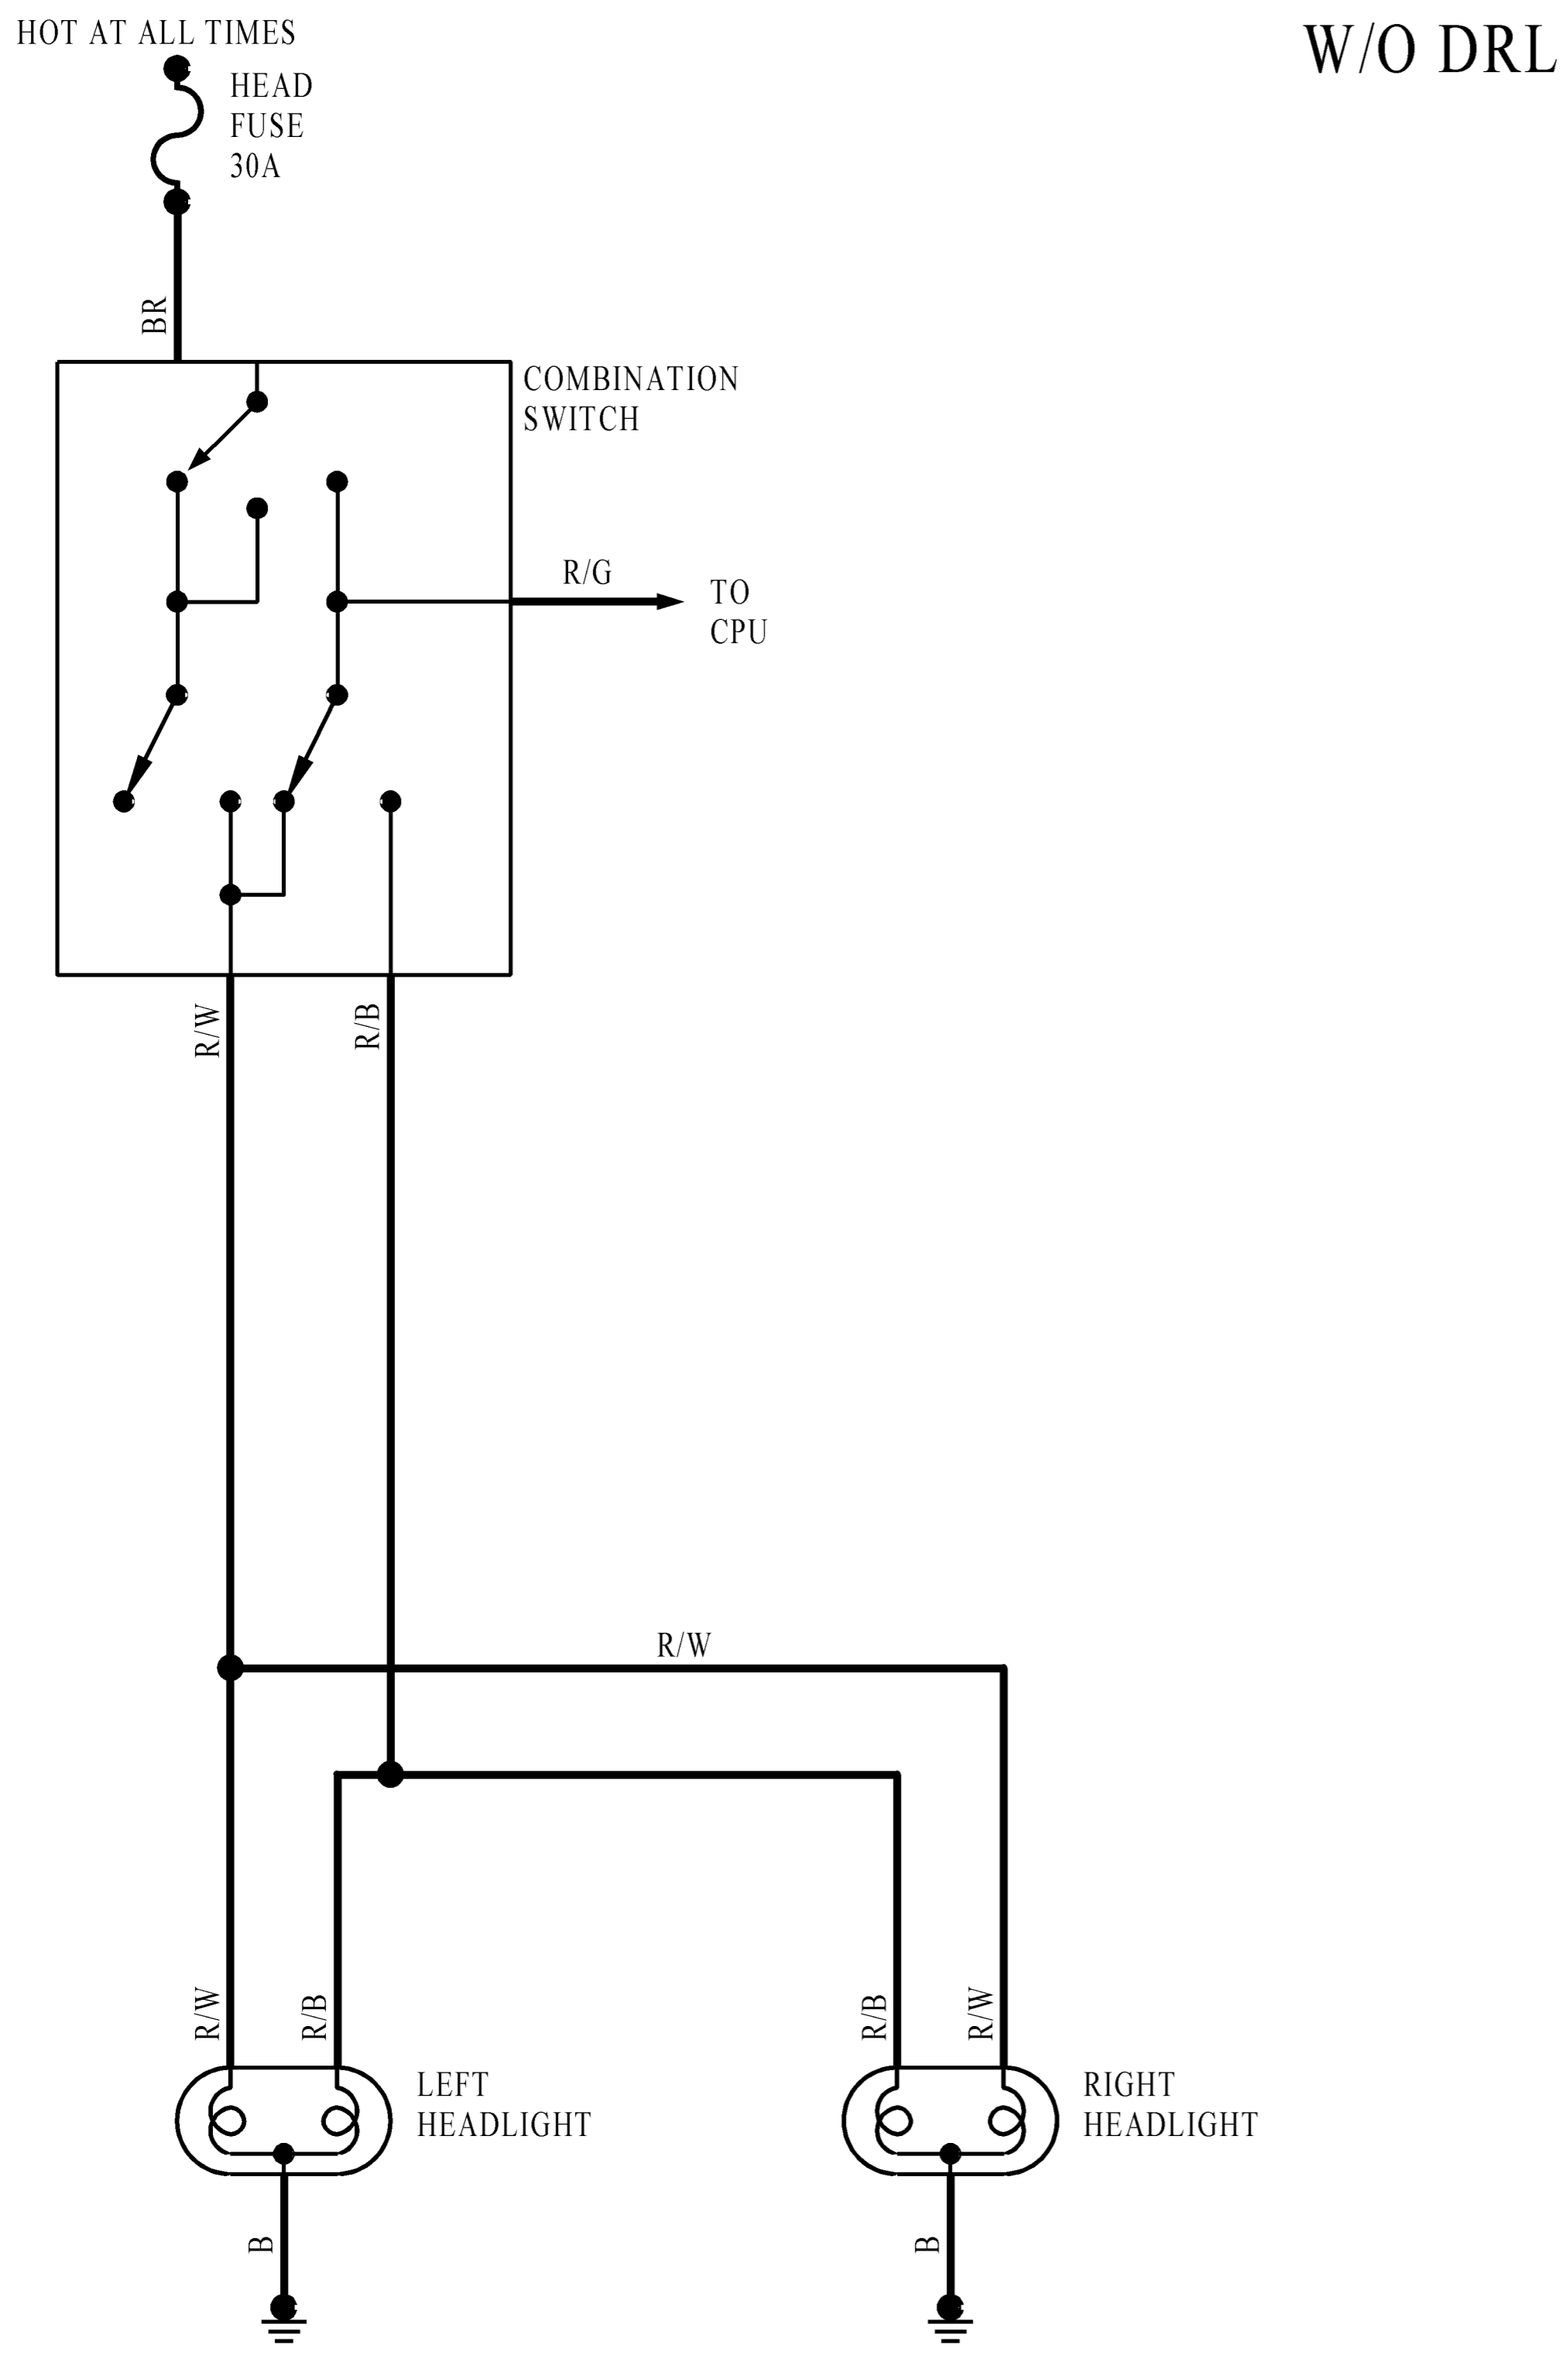 HOT AT ALL TIMES
W/O DRL
HEAD
FUSE
30A
BR
COMBINATION
SWITCH
R/G
TO
CPU
R/W
R/B
R/W
R/W
R/B
R/B
R/W
LEFT
HEADLIGHT
RIGHT
HEADLIGHT
B
B